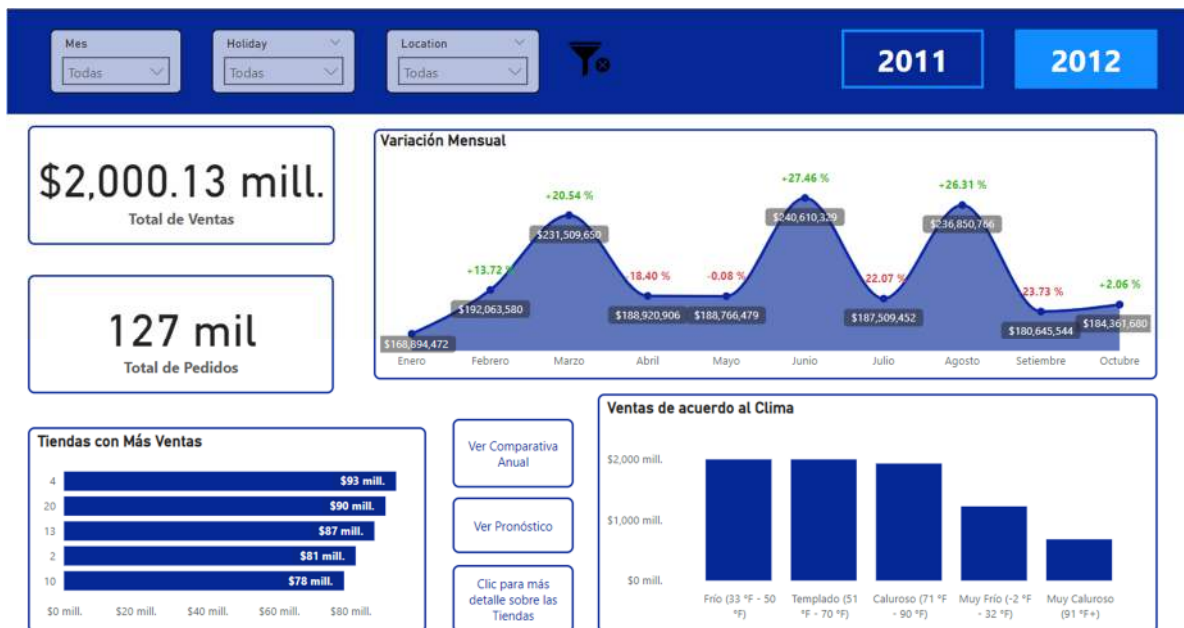 Mes
Todas
Holiday
Todas
Location
Todas
2011
2012
$2,000.13 mill.
Total de Ventas
127 mil
Total de Pedidos
Variación Mensual
+13.72 %
+20.54 %
18.40 %
-0.08 %
+27.46 %
22.07 %
+26.31 %
23.73 %
+2.06 %
$168,894,472
$192,063,580
$231,509,650
$188,920,906
$188,766,479
$240,610,329
$187,509,452
$236,850,766
$180,645,544
$184,361,680
Enero
Febrero
Marzo
Abril
Mayo
Junio
Julio
Agosto
Setiembre
Octubre
Tiendas con Más Ventas
4 $93 mill.
20 $90 mill.
13 $87 mill.
2 $81 mill.
10 $78 mill.
$0 mill. $20 mill. $40 mill. $60 mill. $80 mill.
Ver Comparativa
Anual
Ver Pronóstico
Clic para más
detalle sobre las
Tiendas
Ventas de acuerdo al Clima
$2,000 mill.
$1,000 mill.
$0 mill.
Frío (33 °F - 50
°F)
Templado (51
°F - 70 °F)
Caluroso (71 °F
- 90 °F)
Muy Frío (-2 °F
- 32 °F)
Muy Caluroso
(91 °F+)